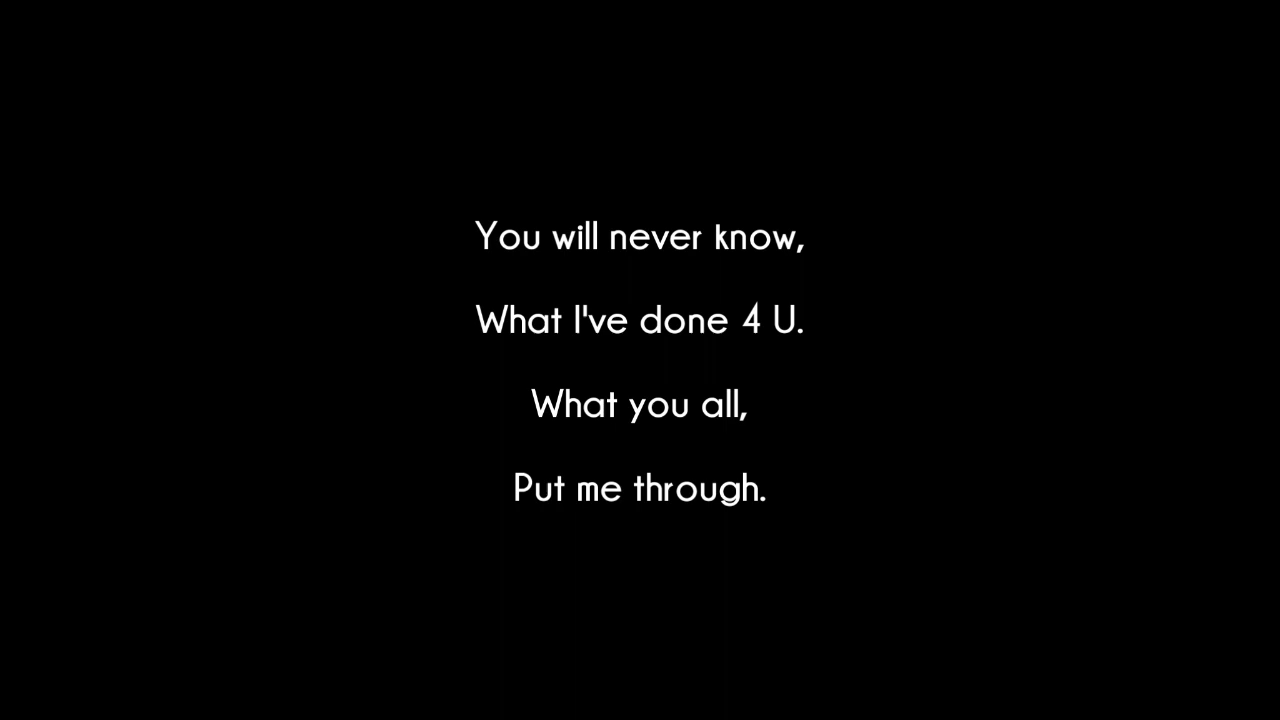 You will never know,
What I've done 4 U.
What you all,
Put me through.